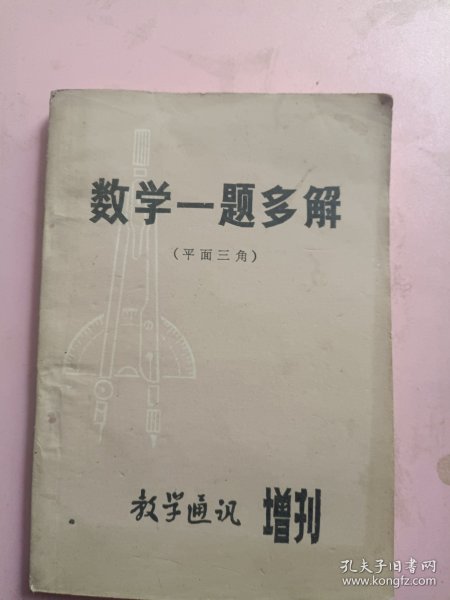 数学一题多解
（平面三角）
教学通讯 增刊
孔夫子旧书网
www.kongfz.com